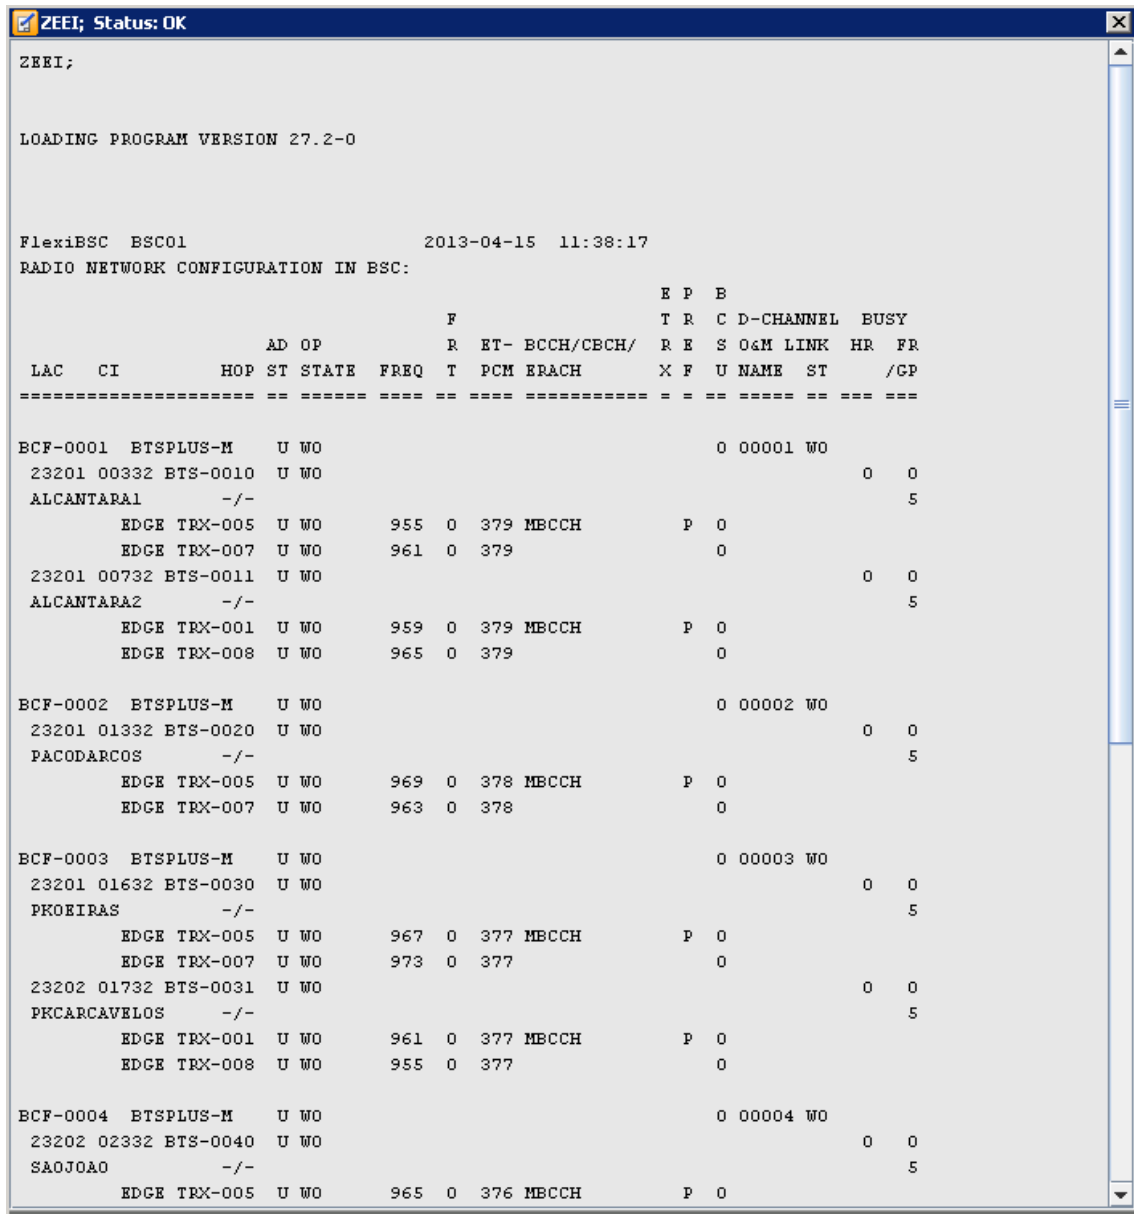 ZEEI; Status: OK
ZEEI;
LOADING PROGRAM VERSION 27.2-0
FlexiBSC  BSC01                     2013-04-15  11:38:17
RADIO NETWORK CONFIGURATION IN BSC:
                                                         E P  B
                                      F                  T R  C D-CHANNEL  BUSY
                      AD OP           R  ET- BCCH/CBCH/  R E  S O&M LINK  HR  FR
 LAC   CI         HOP ST STATE  FREQ  T  PCM ERACH       X F  U NAME  ST     /GP
===================== == ====== ==== == ==== =========== = = == ===== == === ===
BCF-0001  BTSPLUS-M    U WO                                   0 00001 WO
 23201 00332 BTS-0010  U WO                                                0   0
 ALCANTARA1       -/-                                                          5
         EDGE TRX-005  U WO      955  0  379 MBCCH         P  0
         EDGE TRX-007  U WO      961  0  379                  0
 23201 00732 BTS-0011  U WO                                                0   0
 ALCANTARA2       -/-                                                          5
         EDGE TRX-001  U WO      959  0  379 MBCCH         P  0
         EDGE TRX-008  U WO      965  0  379                  0
BCF-0002  BTSPLUS-M    U WO                                   0 00002 WO
 23201 01332 BTS-0020  U WO                                                0   0
 PACODARCOS       -/-                                                          5
         EDGE TRX-005  U WO      969  0  378 MBCCH         P  0
         EDGE TRX-007  U WO      963  0  378                  0
BCF-0003  BTSPLUS-M    U WO                                   0 00003 WO
 23201 01632 BTS-0030  U WO                                                0   0
 PKOEIRAS         -/-                                                          5
         EDGE TRX-005  U WO      967  0  377 MBCCH         P  0
         EDGE TRX-007  U WO      973  0  377                  0
 23202 01732 BTS-0031  U WO                                                0   0
 PKCARCAVELOS     -/-                                                          5
         EDGE TRX-001  U WO      961  0  377 MBCCH         P  0
         EDGE TRX-008  U WO      955  0  377                  0
BCF-0004  BTSPLUS-M    U WO                                   0 00004 WO
 23202 02332 BTS-0040  U WO                                                0   0
 SAOJOAO          -/-                                                          5
         EDGE TRX-005  U WO      965  0  376 MBCCH         P  0